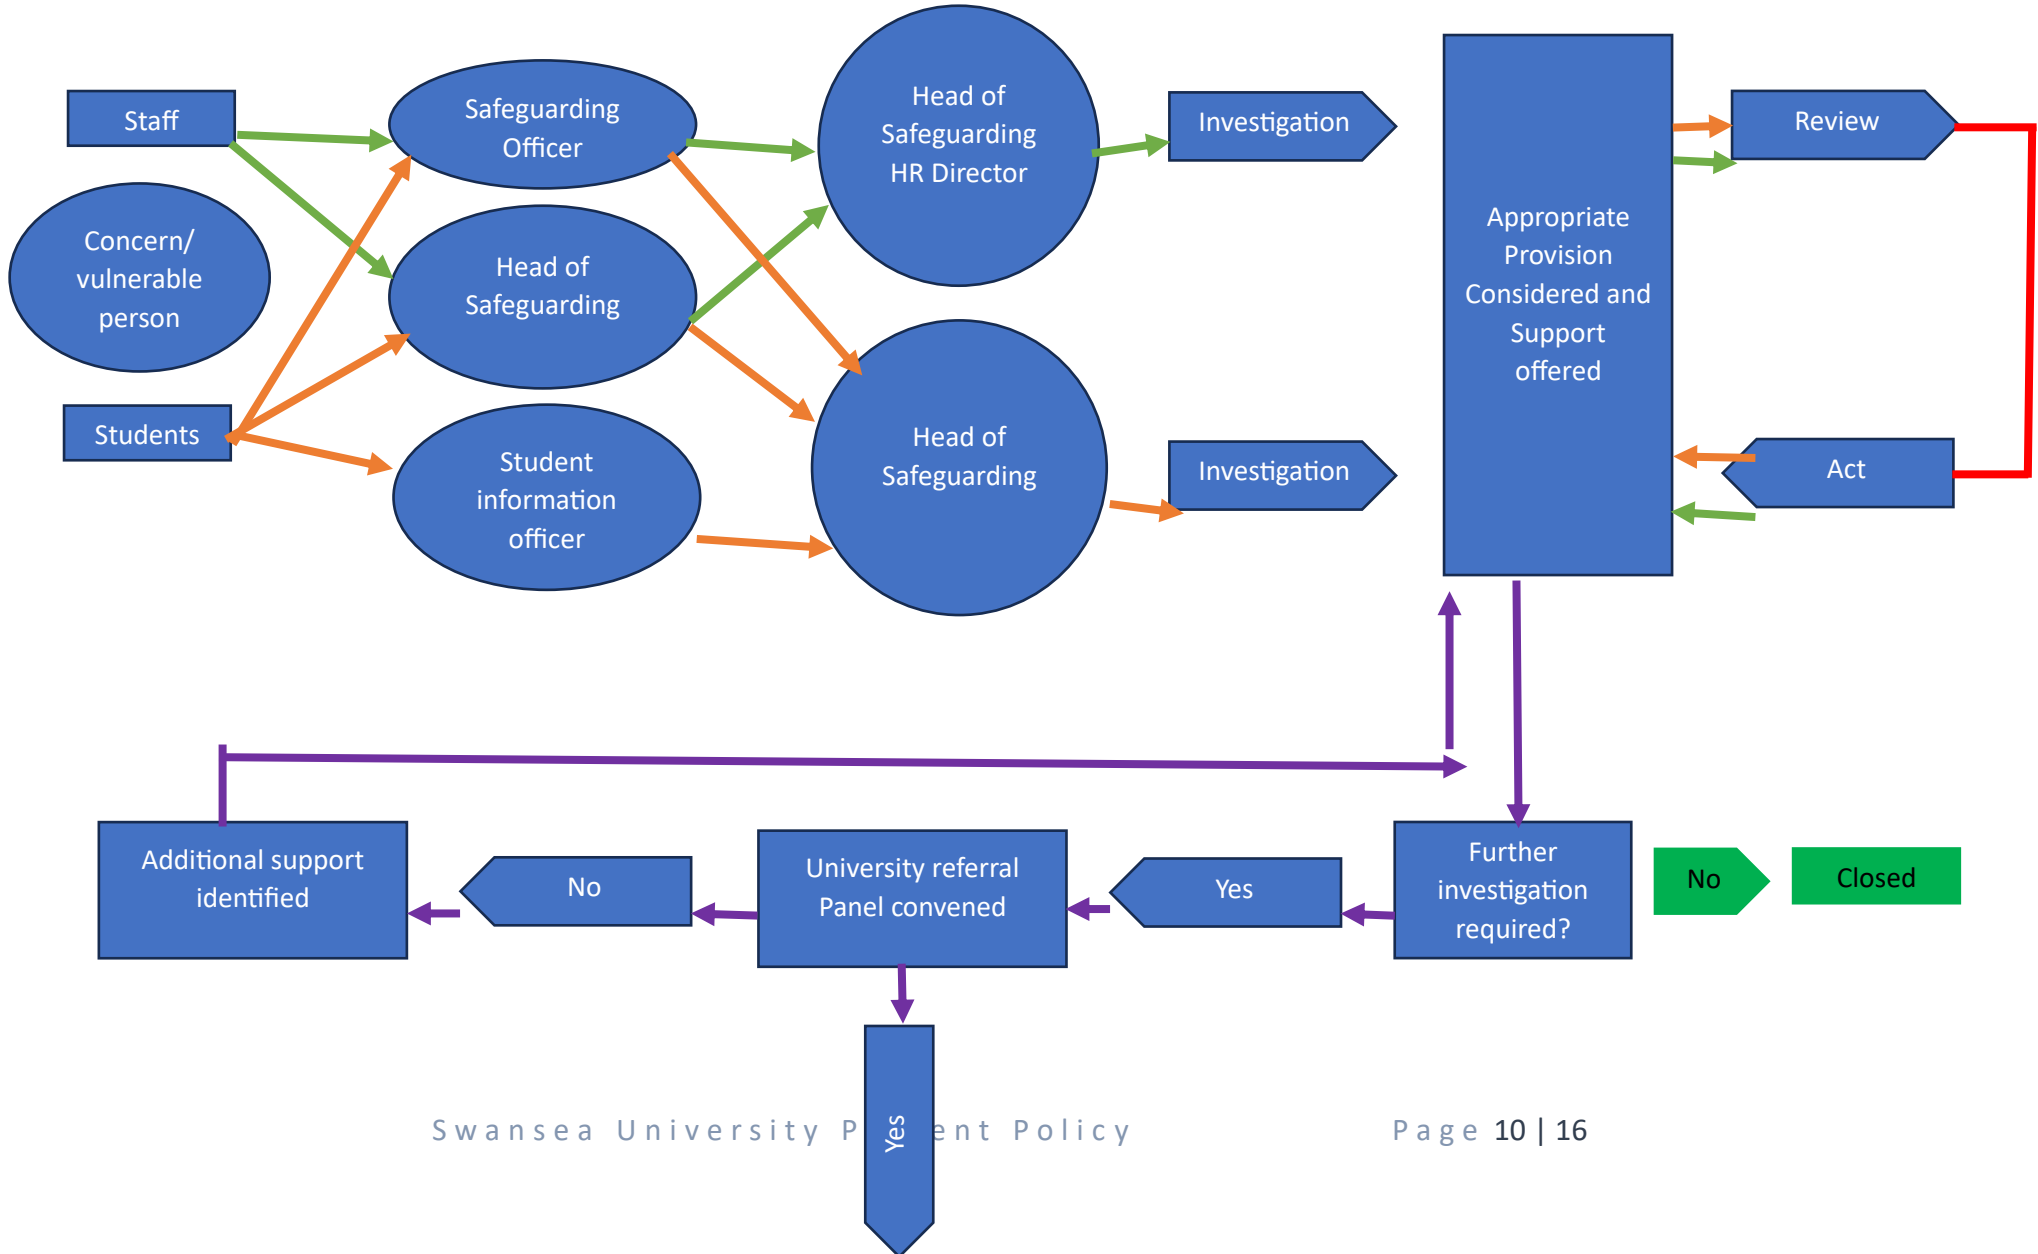 Staff
Concern/
vulnerable
person
Students
Safeguarding
Officer
Head of
Safeguarding
Student
information
officer
Head of
Safeguarding
HR Director
Head of
Safeguarding
Investigation
Investigation
Appropriate
Provision
Considered and
Support
offered
Review
Act
Additional support
identified
No
University referral
Panel convened
Yes
Further
investigation
required?
No
Closed
Yes
Swansea University Policy
Page 10 | 16